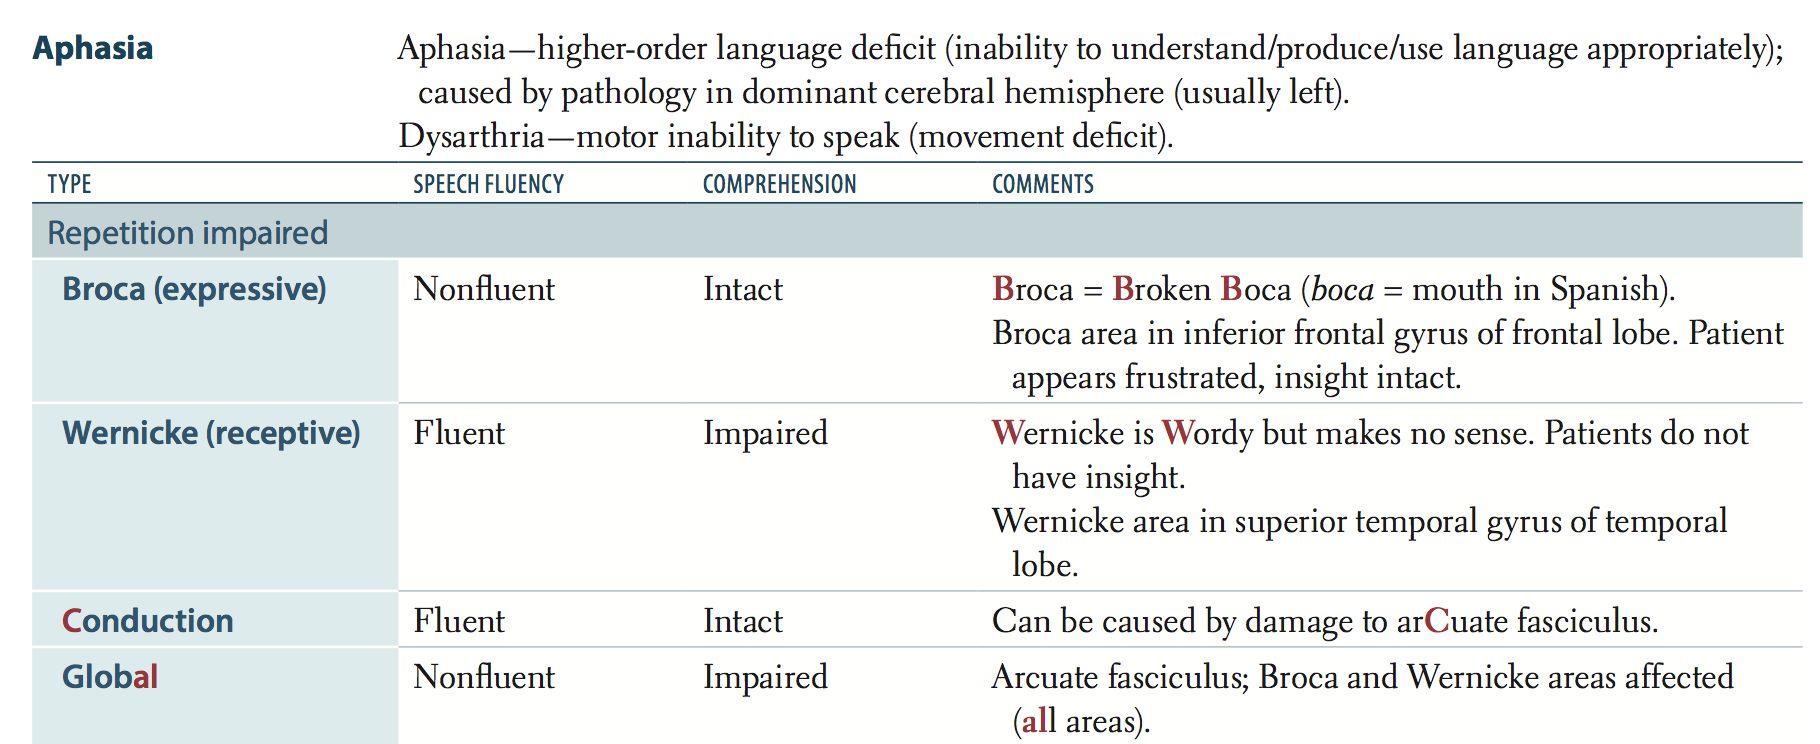 Aphasia
Aphasia—higher-order language deficit (inability to understand/produce/use language appropriately);
caused by pathology in dominant cerebral hemisphere (usually left).
Dysarthria—motor inability to speak (movement deficit).
TYPE SPEECH FLUENCY COMPREHENSION COMMENTS
Repetition impaired
Broca (expressive) Nonfluent Intact Broca = Broken Boca (boca = mouth in Spanish).
Broca area in inferior frontal gyrus of frontal lobe. Patient
appears frustrated, insight intact.
Wernicke (receptive) Fluent Impaired Wernicke is Wordy but makes no sense. Patients do not
have insight.
Wernicke area in superior temporal gyrus of temporal
lobe.
Conduction Fluent Intact Can be caused by damage to arCuate fasciculus.
Global Nonfluent Impaired Arcuate fasciculus; Broca and Wernicke areas affected
(all areas).